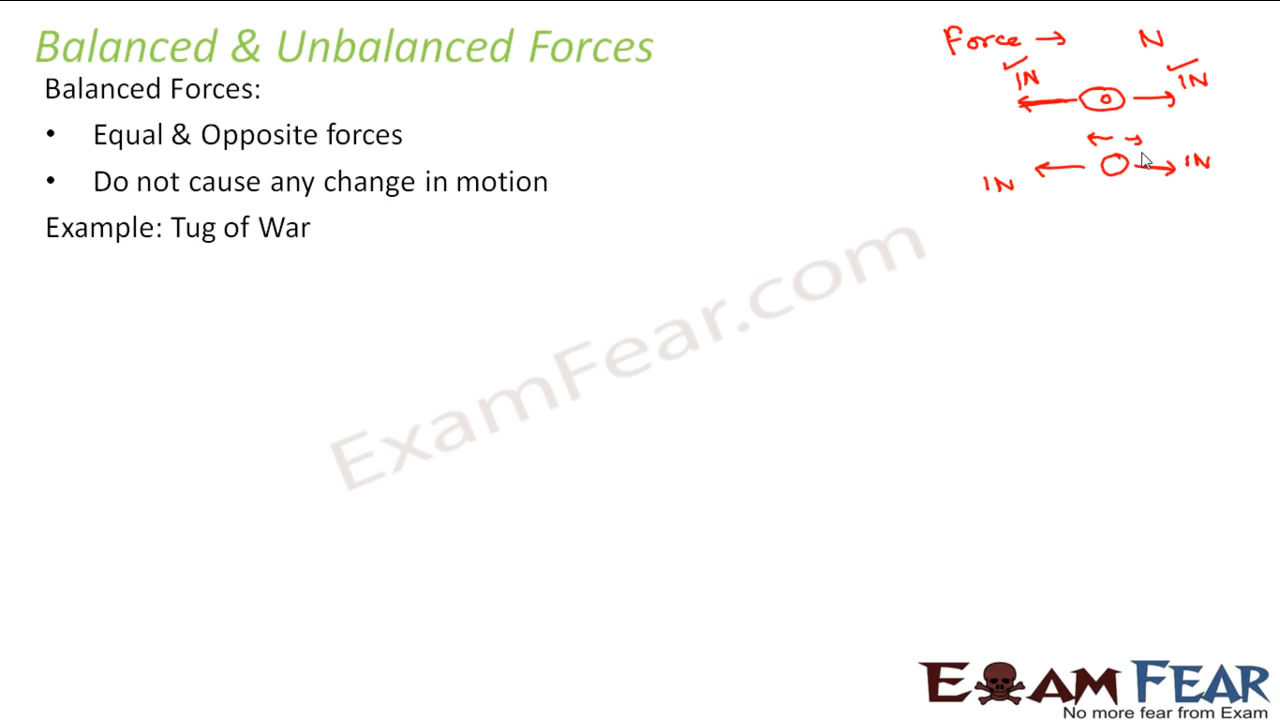 Balanced & Unbalanced Forces
Balanced Forces:
• Equal & Opposite forces
• Do not cause any change in motion
Example: Tug of War
Force → N
1N 1N
1N 1N
ExamFear.com
EXAM FEAR
No more fear from Exam